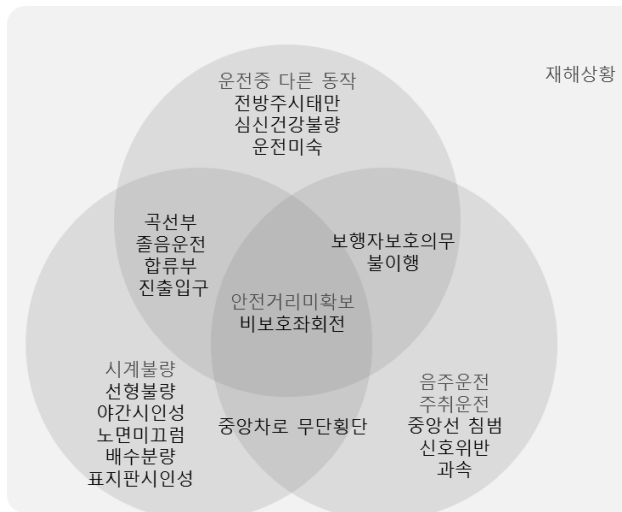 재해상황
운전중 다른 동작
전방주시태만
심신건강불량
운전미숙
곡선부
졸음운전
합류부
진출입구
보행자보호의무
불이행
안전거리미확보
비보호좌회전
시계불량
선형불량
야간시인성
노면미끄럼
배수분량
표지판시인성
중앙차로 무단횡단
음주운전
주취운전
중앙선 침범
신호위반
과속